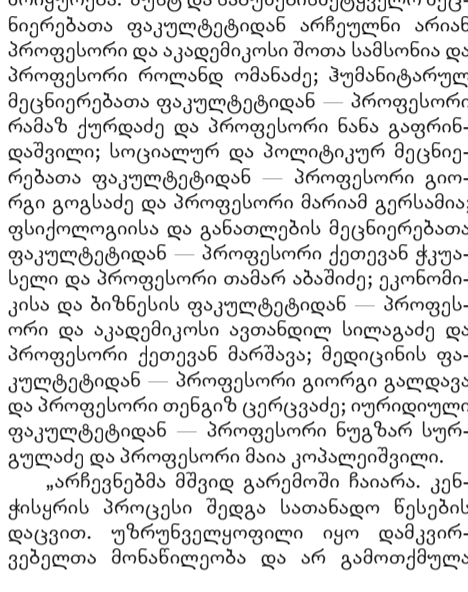 ნიერებათა ფაკულტეტიდან არჩეულნი არიან
პროფესორი და აკადემიკოსი შოთა სამსონია და
პროფესორი როლანდ ომანაძე; ჰუმანიტარულ
მეცნიერებათა ფაკულტეტიდან — პროფესორი
რამაზ ქურდაძე და პროფესორი ნანა გაფრინ-
დაშვილი; სოციალურ და პოლიტიკურ მეცნიე-
რებათა ფაკულტეტიდან — პროფესორი გიო-
რგი გოგსაძე და პროფესორი მარიამ გერსამია;
ფსიქოლოგიისა და განათლების მეცნიერებათა
ფაკულტეტიდან — პროფესორი ქეთევან ჭკუა-
სელი და პროფესორი თამარ აბაშიძე; ეკონომი-
კისა და ბიზნესის ფაკულტეტიდან — პროფეს-
ორი და აკადემიკოსი ავთანდილ სილაგაძე და
პროფესორი ქეთევან მარშავა; მედიცინის ფა-
კულტეტიდან — პროფესორი გიორგი გალდავა
და პროფესორი თენგიზ ცერცვაძე; იურიდიული
ფაკულტეტიდან — პროფესორი ნუგზარ სურ-
გულაძე და პროფესორი მაია კოპალეიშვილი.
„არჩევნებმა მშვიდ გარემოში ჩაიარა. კენ-
ჭისყრის პროცესი შედგა სათანადო წესების
დაცვით. უზრუნველყოფილი იყო დამკვირ-
ვებელთა მონაწილეობა და არ გამოთქმულა